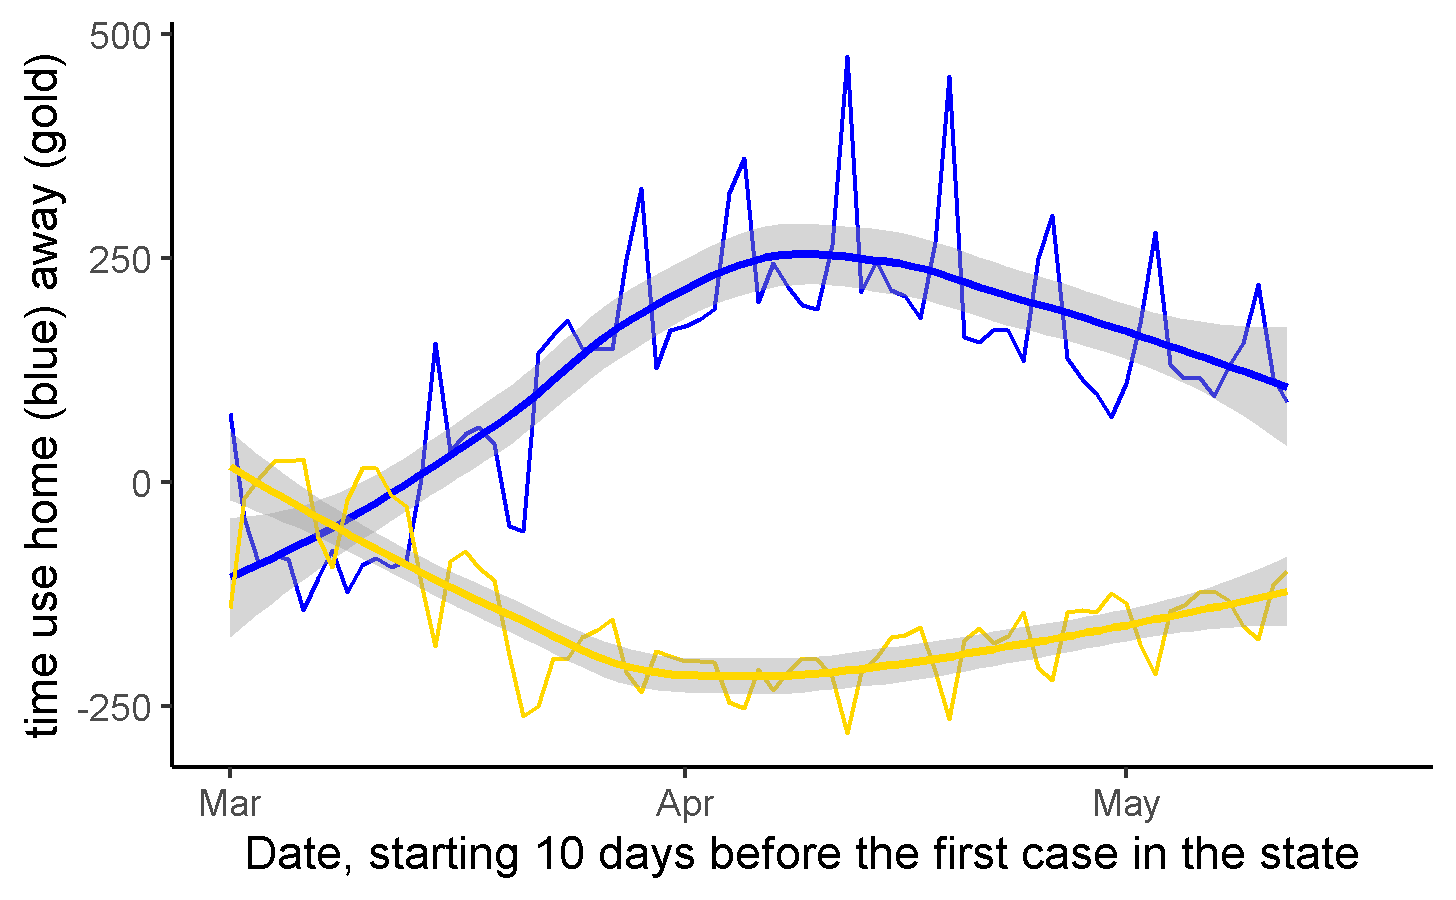 time use home (blue) away (gold)
500
250
0
-250
Mar
Apr
May
Date, starting 10 days before the first case in the state